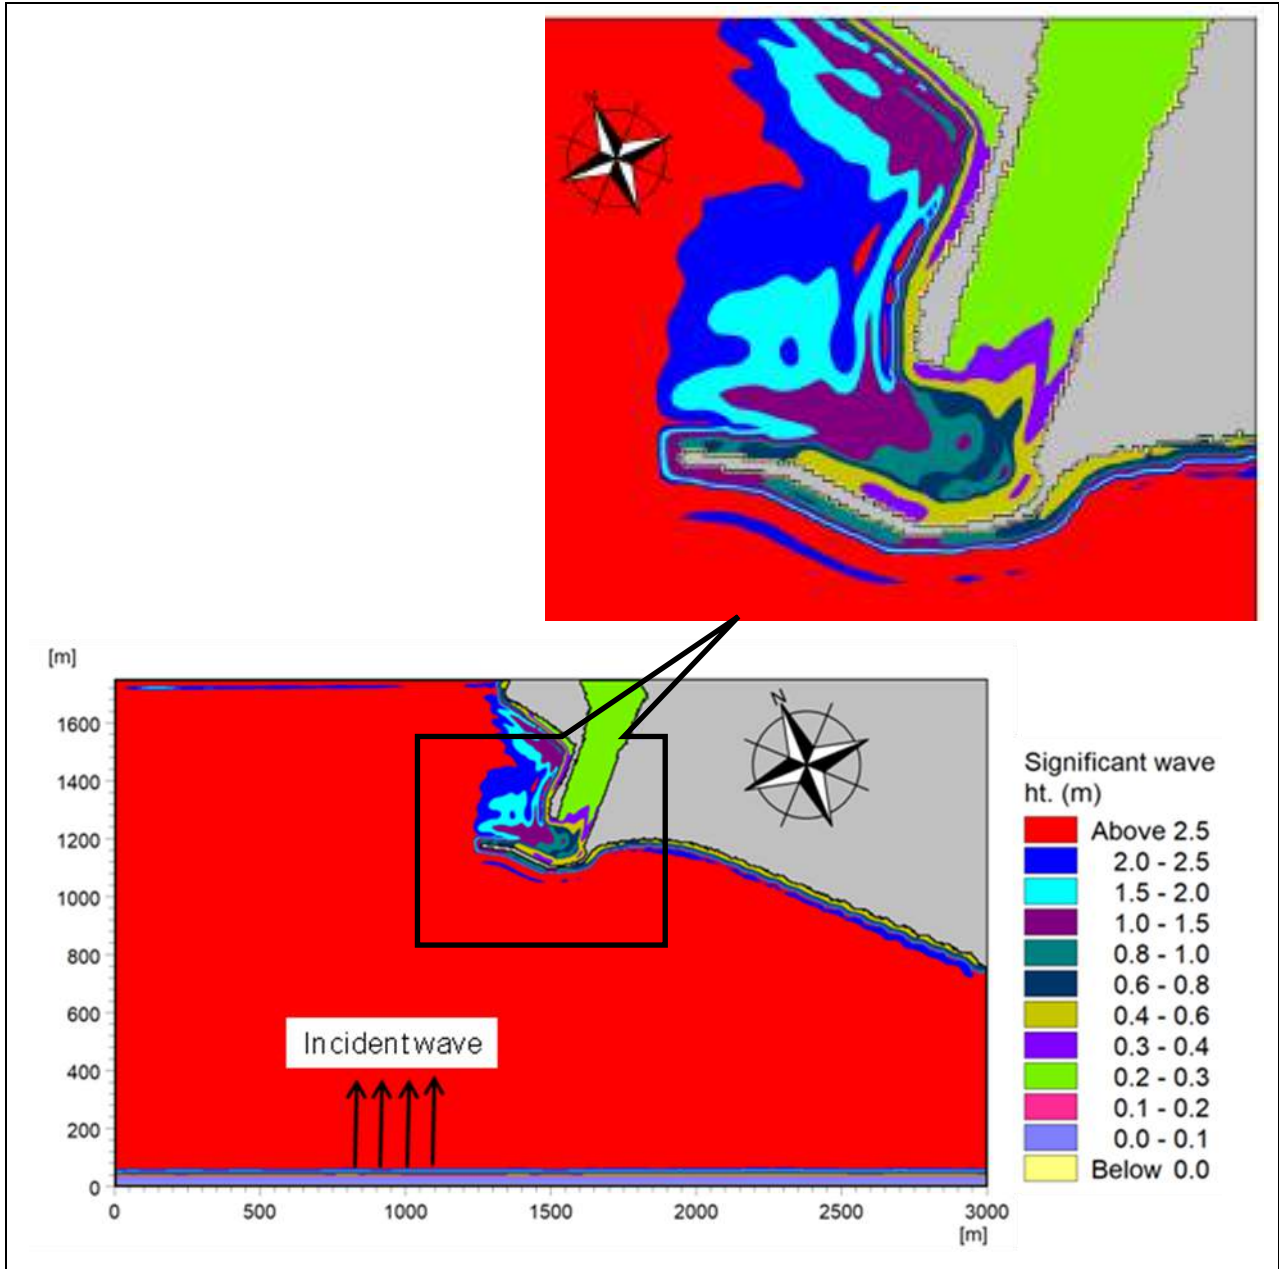 N
[m]
1600
1400
1200
1000
800
600
400
200
0
N
Incident wave
0 500 1000 1500 2000 2500 3000
[m]
Significant wave
ht. (m)
Above 2.5
2.0 - 2.5
1.5 - 2.0
1.0 - 1.5
0.8 - 1.0
0.6 - 0.8
0.4 - 0.6
0.3 - 0.4
0.2 - 0.3
0.1 - 0.2
0.0 - 0.1
Below 0.0